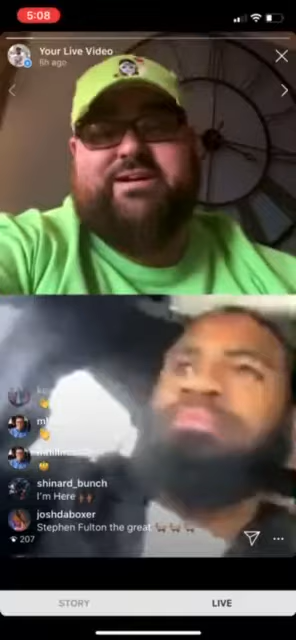 5:08
Your Live Video
6h ago
shinard_bunch
I'm Here 🙌🏾
joshdaboxer
Stephen Fulton the great 🐐🐐🐐
207
STORY
LIVE